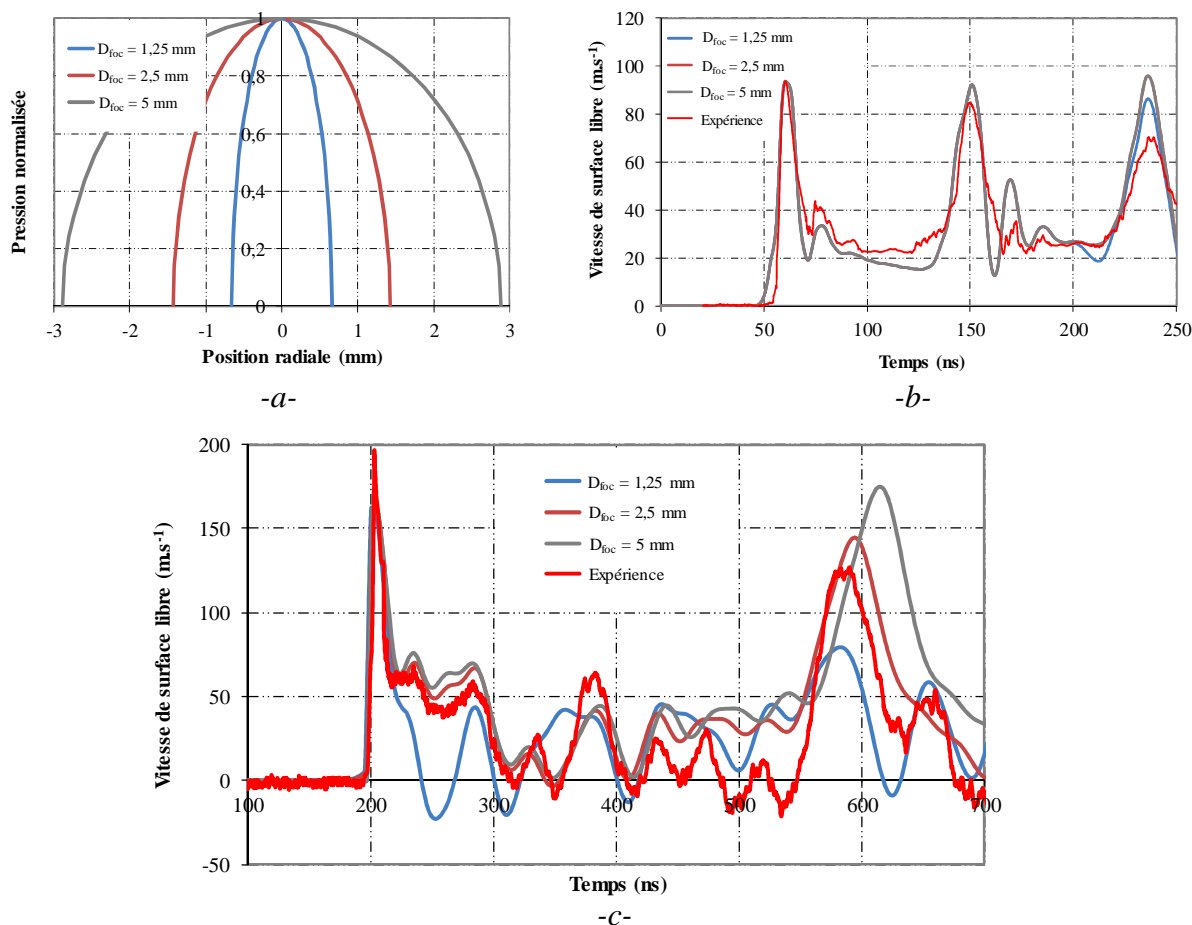 Pression normalisée
1
0,8
0,6
0,4
0,2
0
-3
-2
-1
0
1
2
3
Position radiale (mm)
Dfoc = 1,25 mm
Dfoc = 2,5 mm
Dfoc = 5 mm
-a-
Vitesse de surface libre (m.s-1)
120
100
80
60
40
20
0
0
50
100
150
200
250
Temps (ns)
Dfoc = 1,25 mm
Dfoc = 2,5 mm
Dfoc = 5 mm
Expérience
-b-
Vitesse de surface libre (m.s-1)
200
150
100
50
0
-50
100
200
300
400
500
600
700
Temps (ns)
Dfoc = 1,25 mm
Dfoc = 2,5 mm
Dfoc = 5 mm
Expérience
-c-